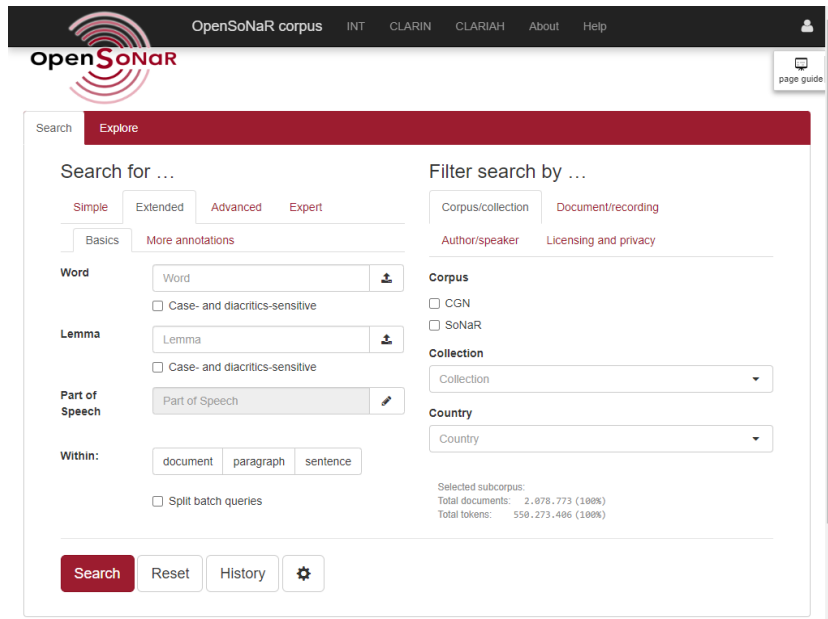 OpenSoNaR corpus INT CLARIN CLARIAH About Help
OpenSoNaR
page guide
Search Explore
Search for …
Simple Extended Advanced Expert
Basics More annotations
Word Word
Case- and diacritics-sensitive
Lemma Lemma
Case- and diacritics-sensitive
Part of Speech Part of Speech
Within: document paragraph sentence
Split batch queries
Filter search by …
Corpus/collection Document/recording
Author/speaker Licensing and privacy
Corpus
CGN
SoNaR
Collection
Collection
Country
Country
Selected subcorpus:
Total documents: 2.078.773 (100%)
Total tokens: 550.273.406 (100%)
Search Reset History